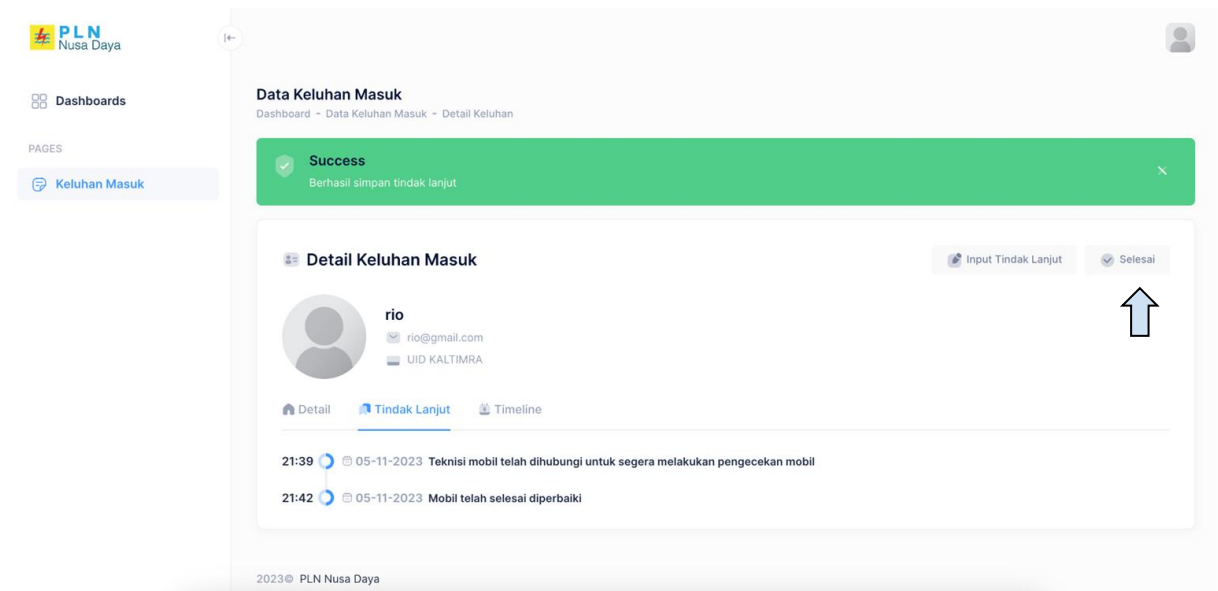 PLN
Nusa Daya
Dashboards
PAGES
Keluhan Masuk
Data Keluhan Masuk
Dashboard - Data Keluhan Masuk - Detail Keluhan
Success
Berhasil simpan tindak lanjut
Detail Keluhan Masuk
Input Tindak Lanjut
Selesai
rio
rio@gmail.com
UID KALTIMRA
Detail
Tindak Lanjut
Timeline
21:39 05-11-2023 Teknisi mobil telah dihubungi untuk segera melakukan pengecekan mobil
21:42 05-11-2023 Mobil telah selesai diperbaiki
2023© PLN Nusa Daya